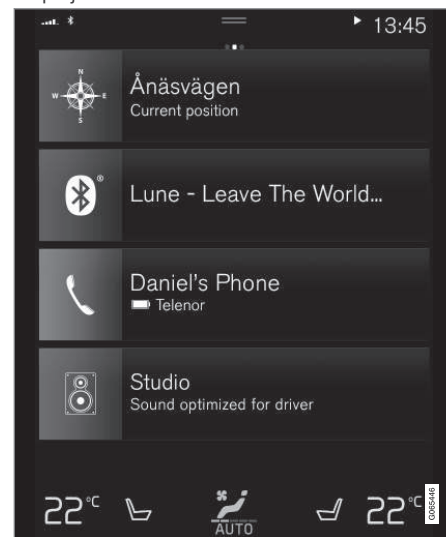 13:45
N
W E
S
Ånäsvägen
Current position
®
Lune - Leave The World...
Daniel's Phone
Telenor
Studio
Sound optimized for driver
22°C
AUTO
22°C
G065446